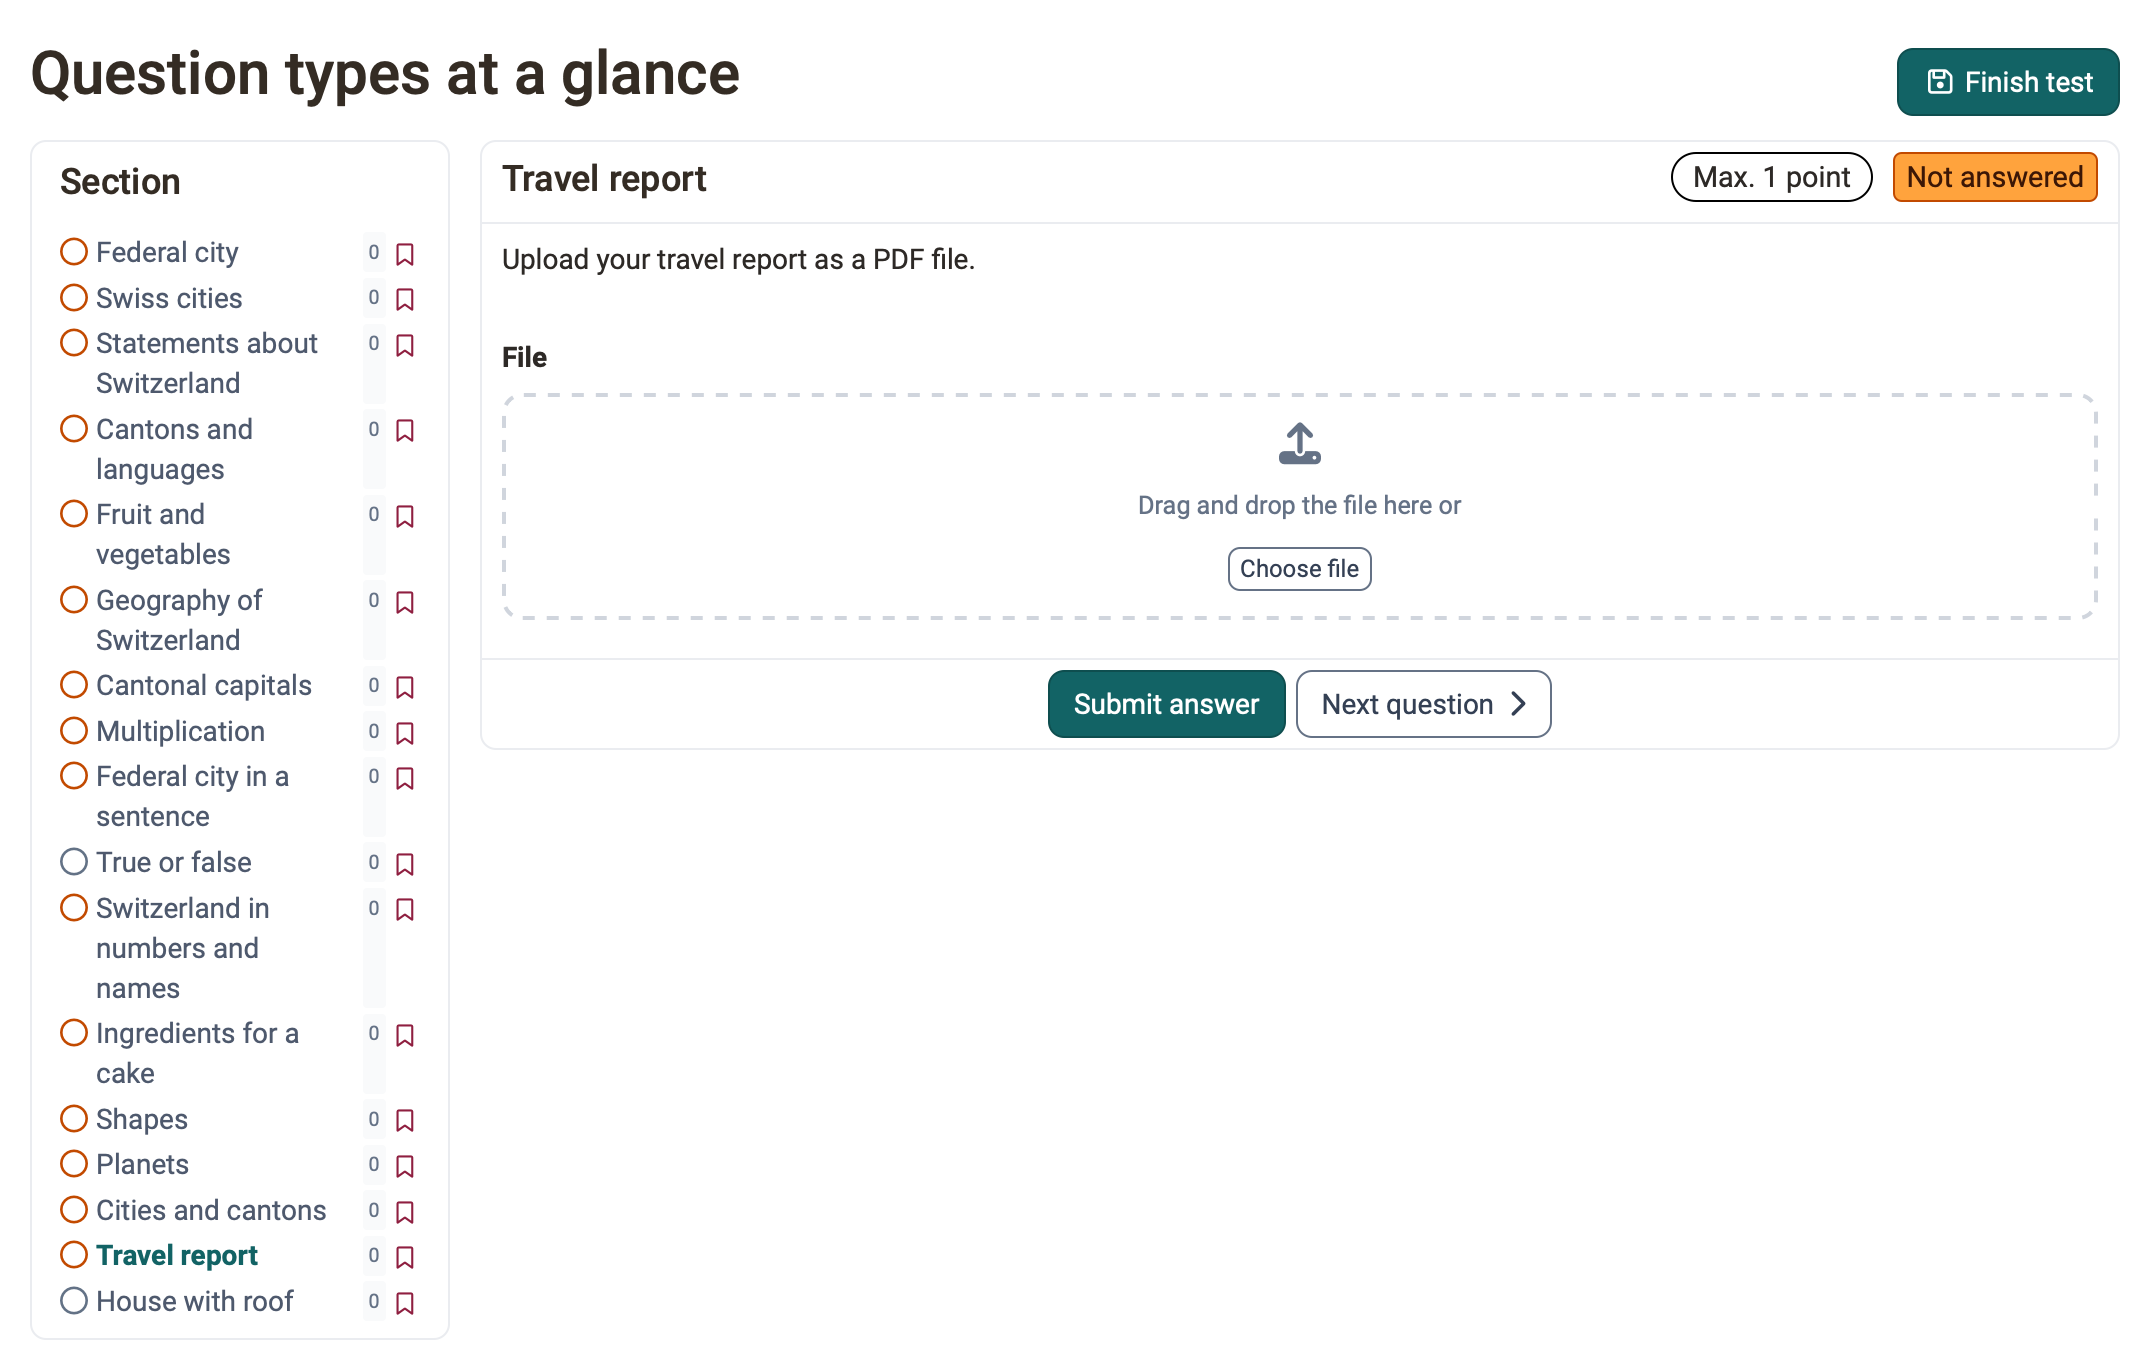 Question types at a glance
Finish test
Section
Federal city 0
Swiss cities 0
Statements about 0
Switzerland
Cantons and 0
languages
Fruit and 0
vegetables
Geography of 0
Switzerland
Cantonal capitals 0
Multiplication 0
Federal city in a 0
sentence
True or false 0
Switzerland in 0
numbers and
names
Ingredients for a 0
cake
Shapes 0
Planets 0
Cities and cantons 0
Travel report 0
House with roof 0
Travel report
Max. 1 point
Not answered
Upload your travel report as a PDF file.
File
Drag and drop the file here or
Choose file
Submit answer
Next question